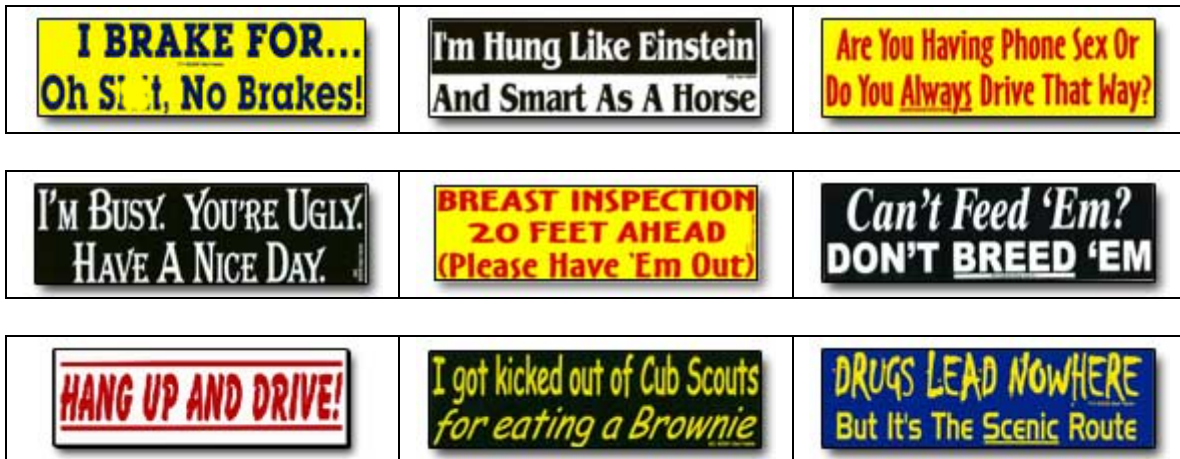 I BRAKE FOR...
Oh S t, No Brakes!
I'm Hung Like Einstein
And Smart As A Horse
Are You Having Phone Sex Or
Do You Always Drive That Way?
I'M BUSY. YOU'RE UGLY.
HAVE A NICE DAY.
BREAST INSPECTION
20 FEET AHEAD
(Please Have 'Em Out)
Can't Feed 'Em?
DON'T BREED 'EM
HANG UP AND DRIVE!
I got kicked out of Cub Scouts
for eating a Brownie
DRUGS LEAD NOWHERE
But It's The Scenic Route